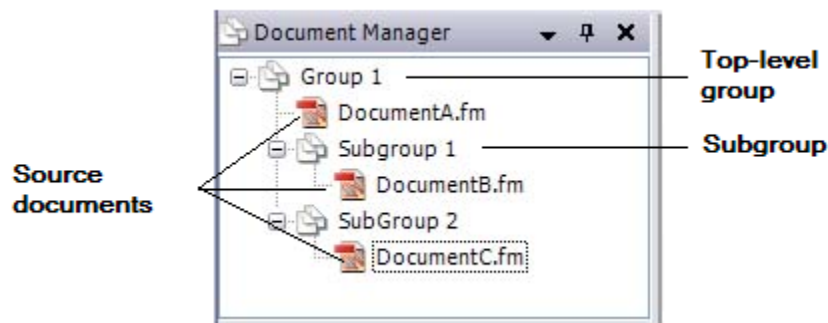 Document Manager
Group 1
Top-level
group
DocumentA.fm
Subgroup 1
Subgroup
Source
documents
DocumentB.fm
SubGroup 2
DocumentC.fm